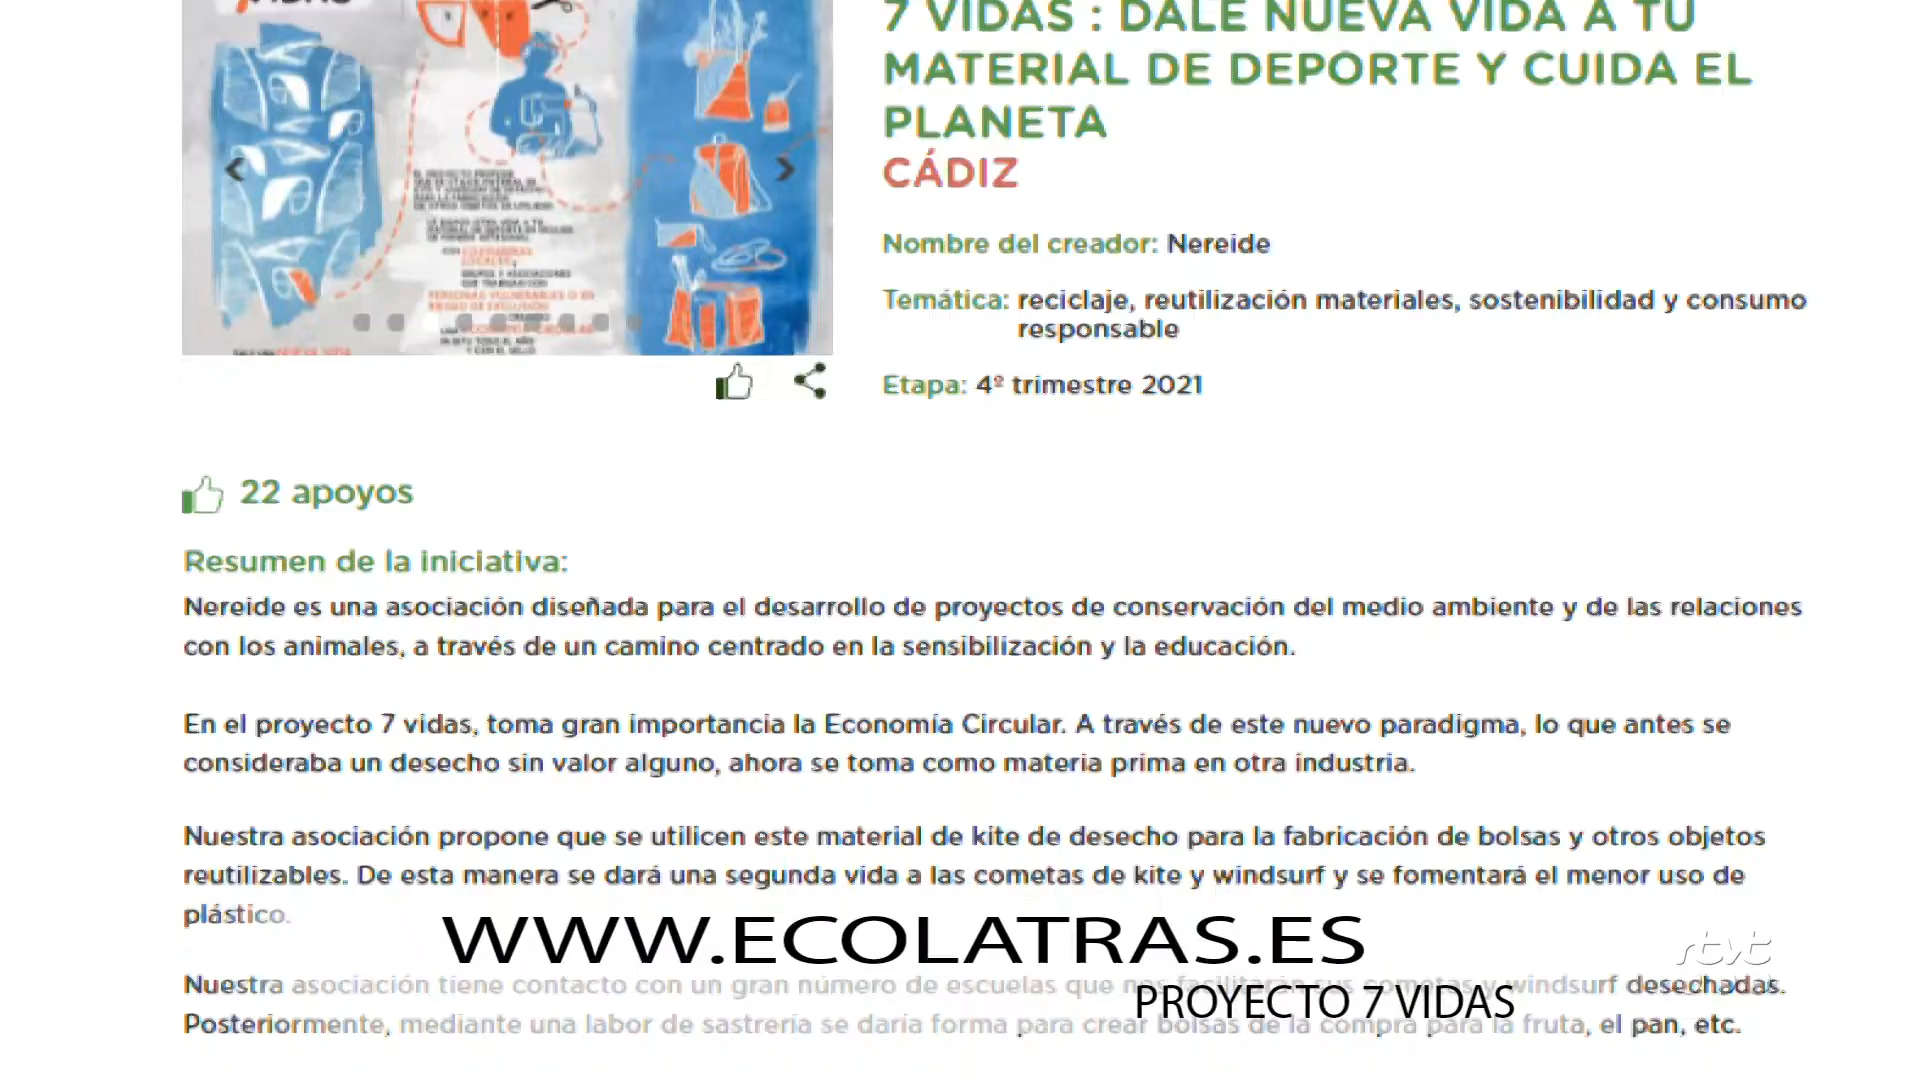 7 VIDAS : DALE NUEVA VIDA A TU
MATERIAL DE DEPORTE Y CUIDA EL
PLANETA
CÁDIZ
Nombre del creador: Nereide
Temática: reciclaje, reutilización materiales, sostenibilidad y consumo
responsable
Etapa: 4º trimestre 2021
22 apoyos
Resumen de la iniciativa:
Nereide es una asociación diseñada para el desarrollo de proyectos de conservación del medio ambiente y de las relaciones
con los animales, a través de un camino centrado en la sensibilización y la educación.
En el proyecto 7 vidas, toma gran importancia la Economía Circular. A través de este nuevo paradigma, lo que antes se
consideraba un desecho sin valor alguno, ahora se toma como materia prima en otra industria.
Nuestra asociación propone que se utilicen este material de kite de desecho para la fabricación de bolsas y otros objetos
reutilizables. De esta manera se dará una segunda vida a las cometas de kite y windsurf y se fomentará el menor uso de
plástico.
WWW.ECOLATRAS.ES
rtvt
Nuestra asociación tiene contacto con un gran número de escuelas que nos facilitarán sus cometas y windsurf desechadas.
PROYECTO 7 VIDAS
Posteriormente, mediante una labor de sastrería se daría forma para crear bolsas de la compra para la fruta, el pan, etc.